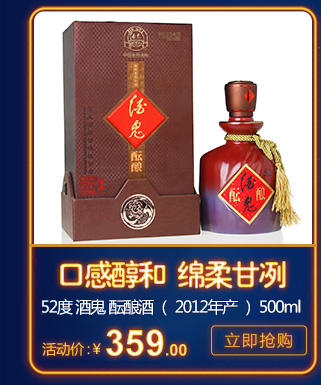 酒鬼
酝酿
酒鬼
酝酿
口感醇和 绵柔甘冽
52度 酒鬼 酝酿酒 （ 2012年产 ） 500ml
活动价：¥ 359.00
立即抢购